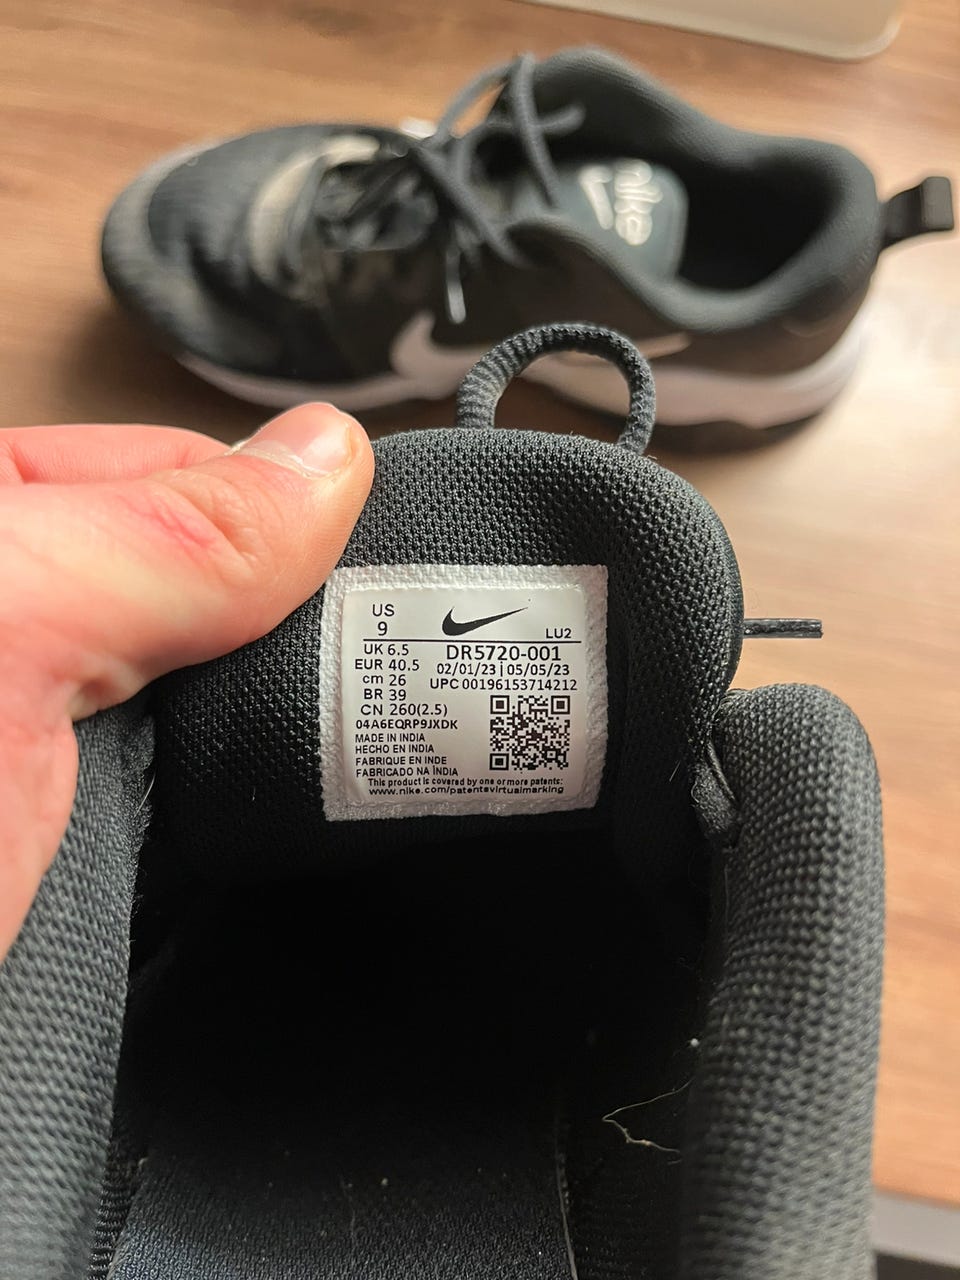 nike
US
9
LU2
UK 6.5
DR5720-001
EUR 40.5
02/01/23 | 05/05/23
cm 26
UPC 00196153714212
BR 39
CN 260(2.5)
04A6EQRP9JXDK
MADE IN INDIA
HECHO EN INDIA
FABRIQUE EN INDE
FABRICADO NA ÍNDIA
This product is covered by one or more patents:
www.nike.com/patentsvirtualmarking